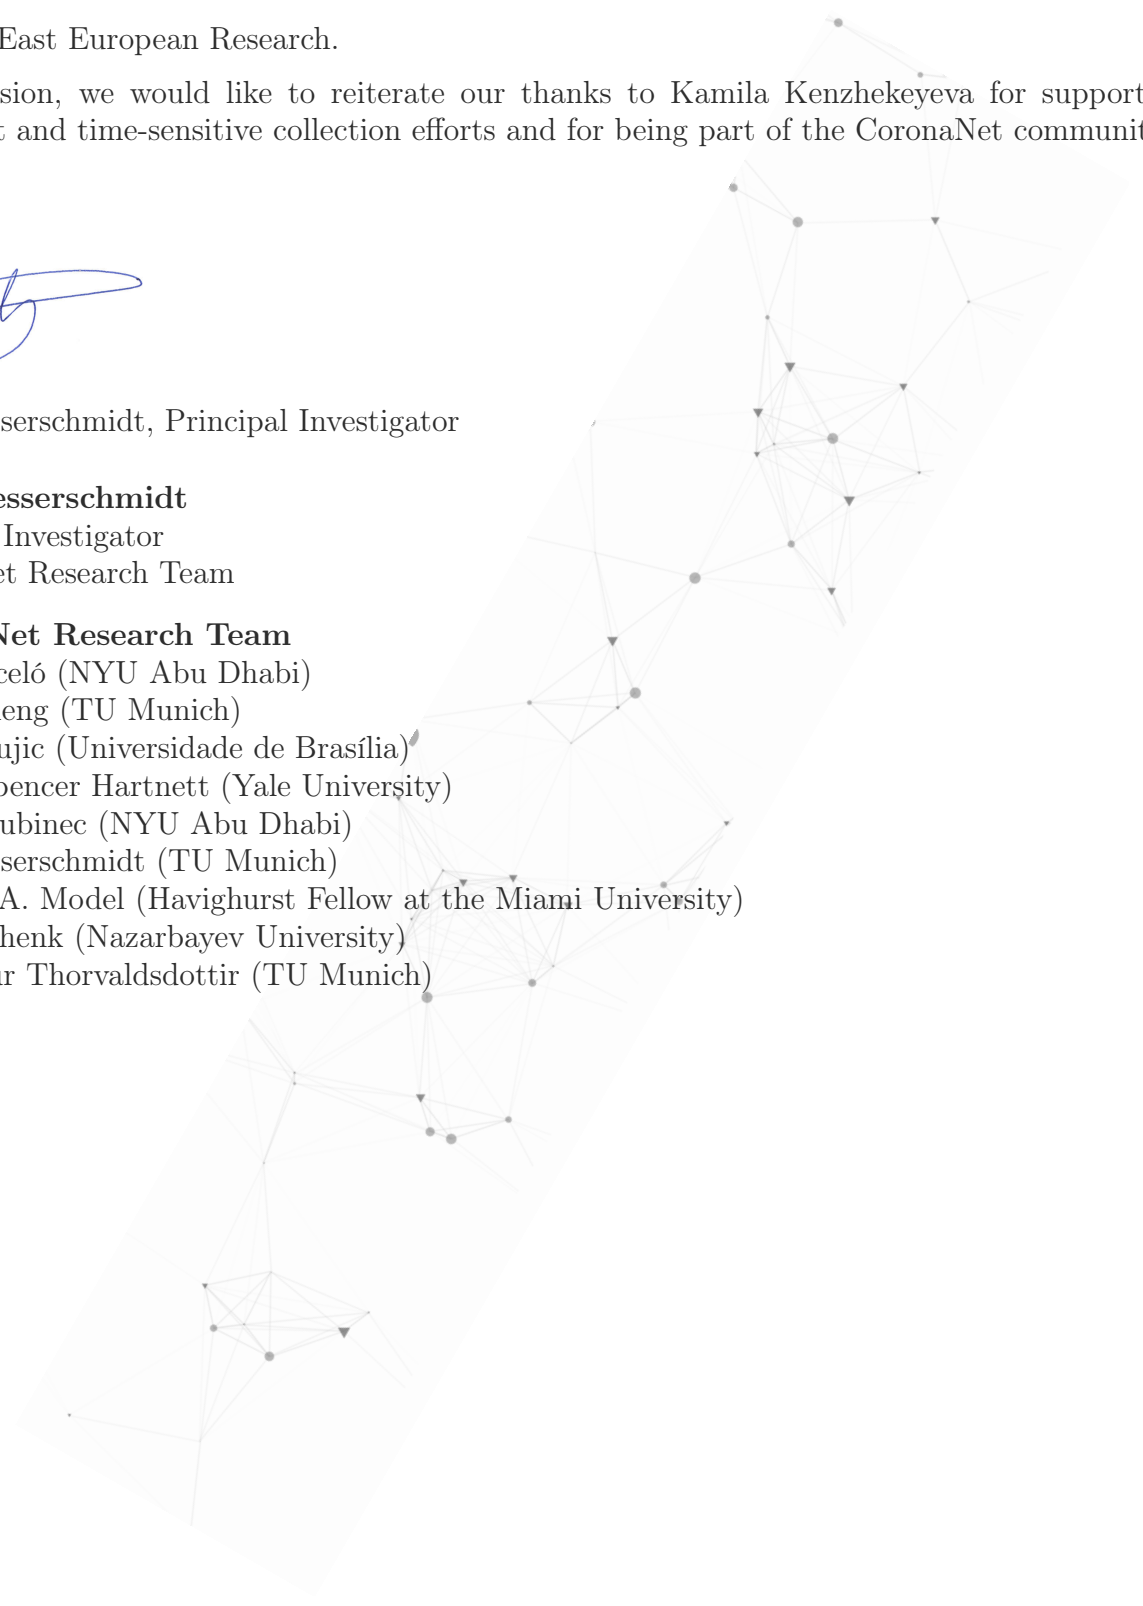 East European Research.
sion, we would like to reiterate our thanks to Kamila Kenzhekeyeva for support
t and time-sensitive collection efforts and for being part of the CoronaNet communit
serschmidt, Principal Investigator
esserschmidt
Investigator
et Research Team
Net Research Team
celó (NYU Abu Dhabi)
eng (TU Munich)
ujic (Universidade de Brasília)
pencer Hartnett (Yale University)
ubinec (NYU Abu Dhabi)
sserschmidt (TU Munich)
A. Model (Havighurst Fellow at the Miami University)
henk (Nazarbayev University)
ur Thorvaldsdottir (TU Munich)